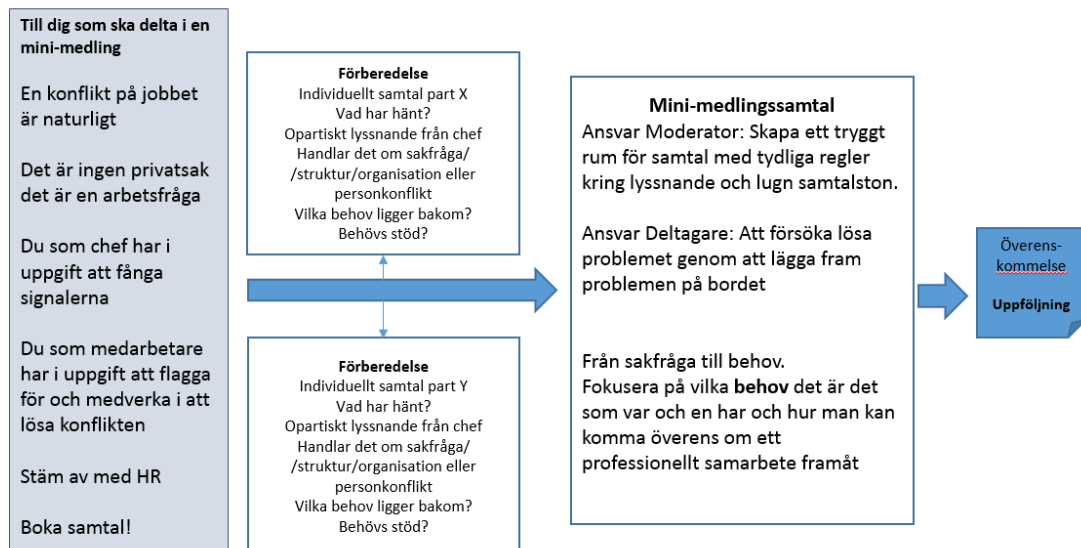 Till dig som ska delta i en
mini-medling
En konflikt på jobbet
är naturligt
Det är ingen privatsak
det är en arbetsfråga
Du som chef har i
uppgift att fånga
signalerna
Du som medarbetare
har i uppgift att flagga
för och medverka i att
lösa konflikten
Stäm av med HR
Boka samtal!
Förberedelse
Individuellt samtal part X
Vad har hänt?
Opartiskt lyssnande från chef
Handlar det om sakfråga/
/struktur/organisation eller
personkonflikt
Vilka behov ligger bakom?
Behövs stöd?
Förberedelse
Individuellt samtal part Y
Vad har hänt?
Opartiskt lyssnande från chef
Handlar det om sakfråga/
/struktur/organisation eller
personkonflikt
Vilka behov ligger bakom?
Behövs stöd?
Mini-medlingssamtal
Ansvar Moderator: Skapa ett tryggt
rum för samtal med tydliga regler
kring lyssnande och lugn samtalston.
Ansvar Deltagare: Att försöka lösa
problemet genom att lägga fram
problemen på bordet
Från sakfråga till behov.
Fokusera på vilka behov det är det
som var och en har och hur man kan
komma överens om ett
professionellt samarbete framåt
Överens-
kommelse
Uppföljning